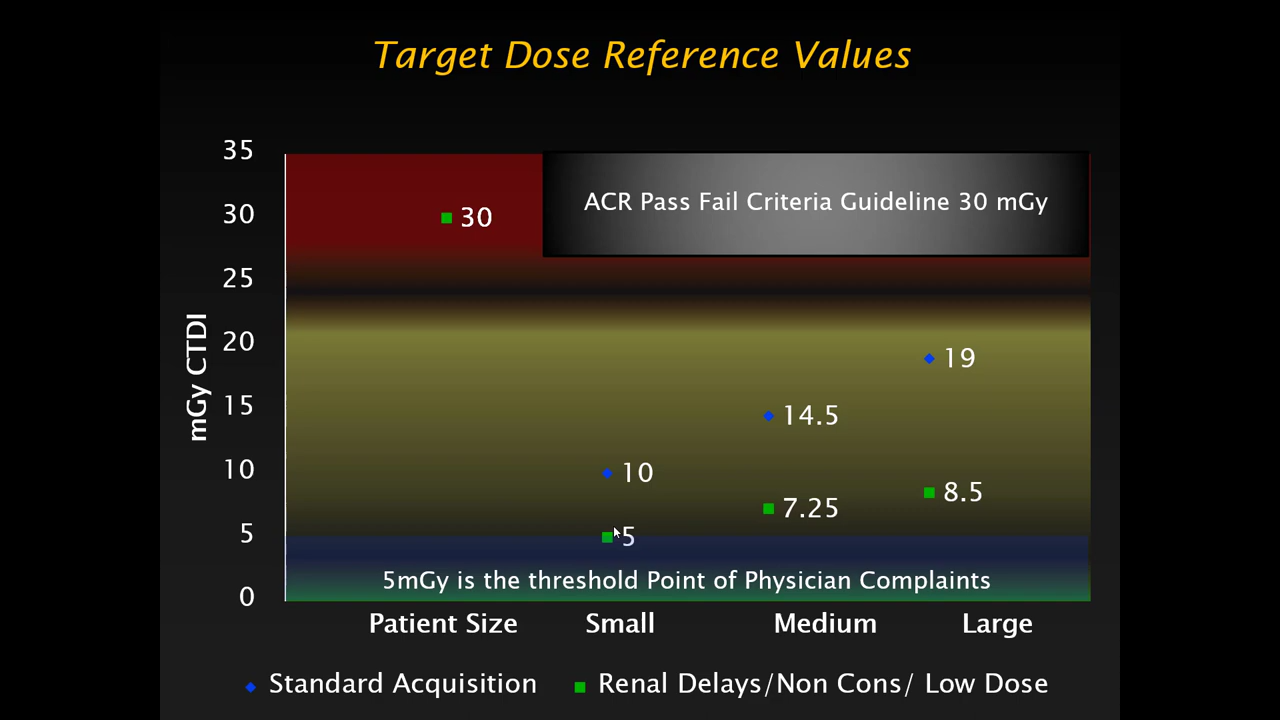 Target Dose Reference Values
35
30
25
20
15
10
5
0
mGy CTDI
ACR Pass Fail Criteria Guideline 30 mGy
30
19
14.5
10
8.5
7.25
5
5mGy is the threshold Point of Physician Complaints
Patient Size Small Medium Large
Standard Acquisition Renal Delays/Non Cons/ Low Dose